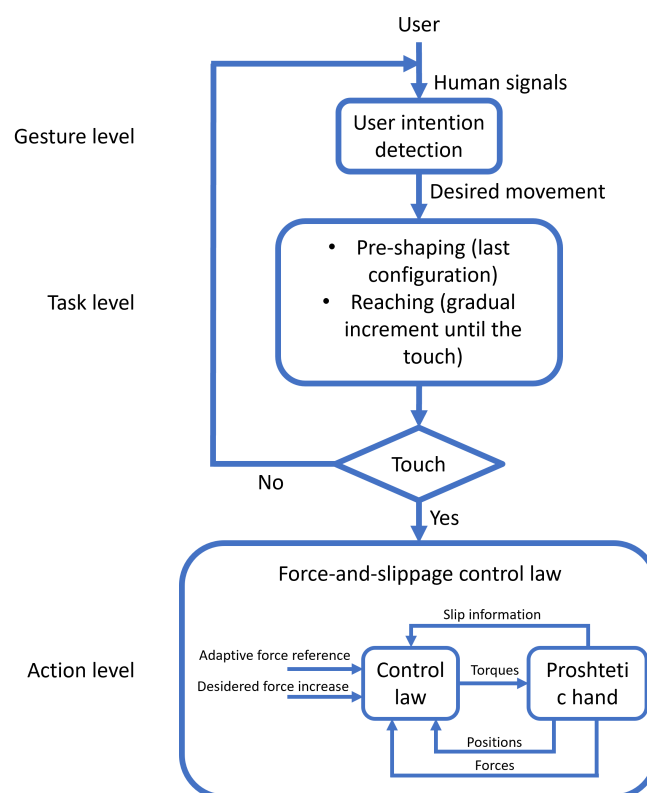 User
Human signals
Gesture level
User intention
detection
Desired movement
• Pre-shaping (last
configuration)
Task level
• Reaching (gradual
increment until the
touch)
Touch
No
Yes
Force-and-slippage control law
Slip information
Adaptive force reference
Action level
Control
law
Torques
Proshteti
c hand
Desidered force increase
Positions
Forces